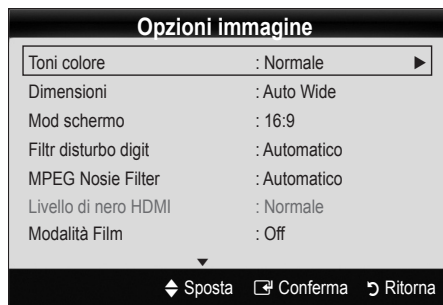 Opzioni immagine
Toni colore : Normale
Dimensioni : Auto Wide
Mod schermo : 16:9
Filtr disturbo digit : Automatico
MPEG Nosie Filter : Automatico
Livello di nero HDMI : Normale
Modalità Film : Off
Sposta Conferma Ritorna